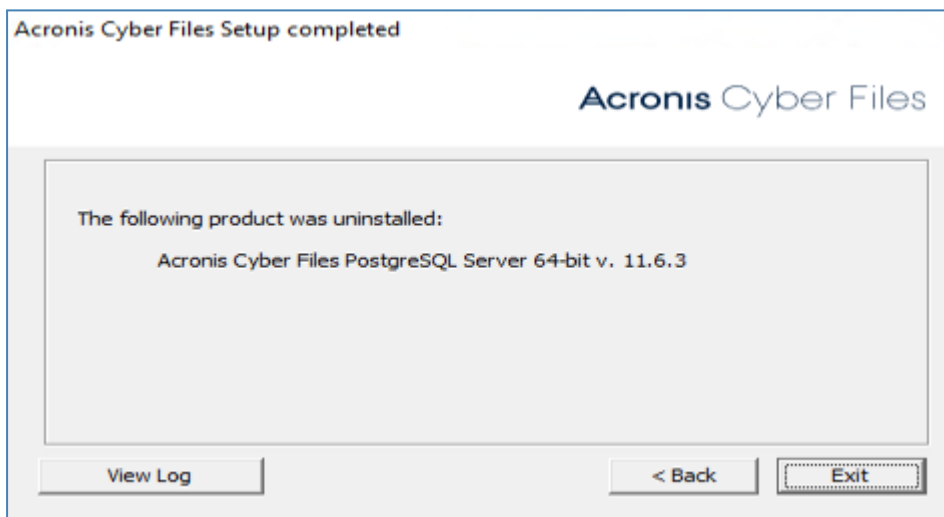 Acronis Cyber Files Setup completed
Acronis Cyber Files
The following product was uninstalled:
Acronis Cyber Files PostgreSQL Server 64-bit v. 11.6.3
View Log
< Back
Exit